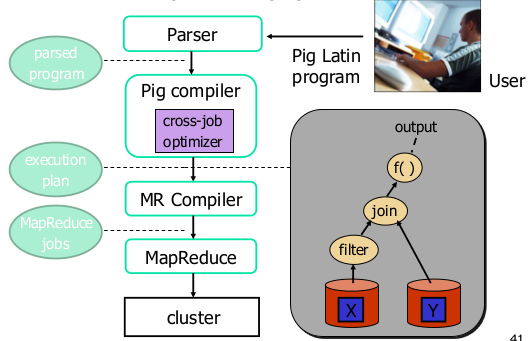 Parser
parsed
program
Pig Latin
program
User
Pig compiler
cross-job
optimizer
output
execution
plan
f( )
MR Compiler
join
MapReduce
jobs
filter
MapReduce
X
Y
cluster
41